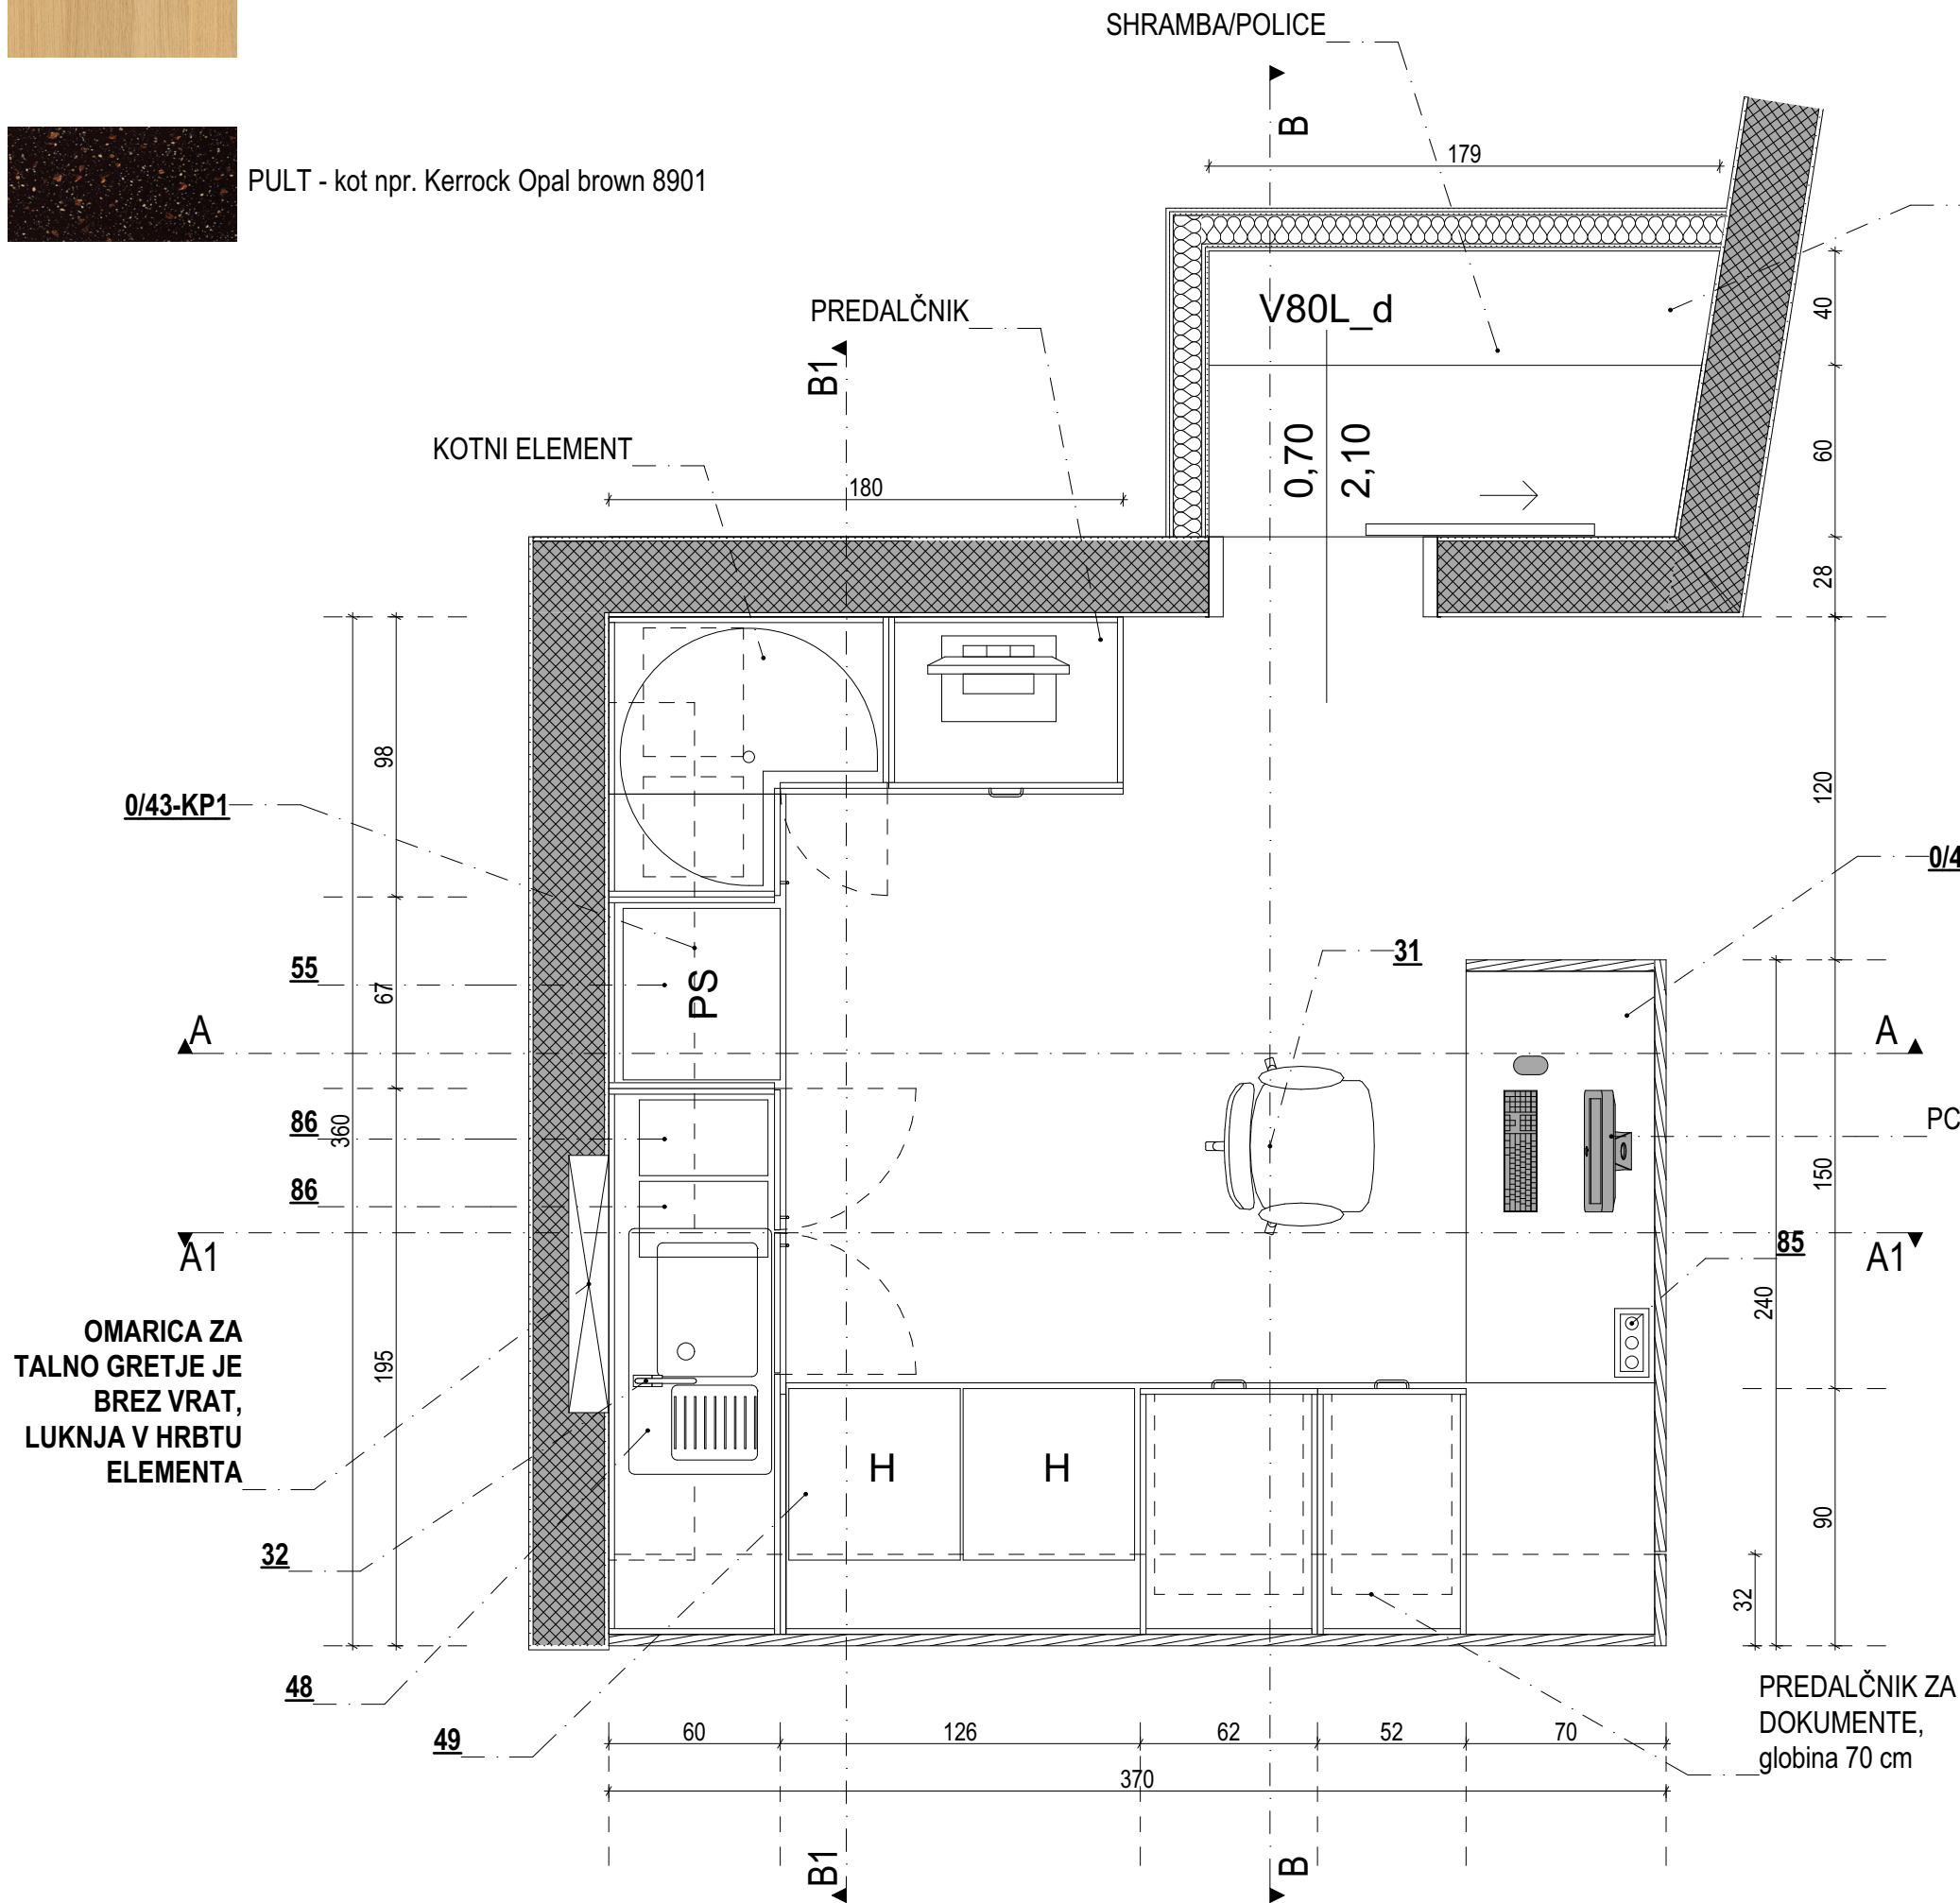 SHRAMBA/POLICE
B
179
PULT - kot npr. Kerrock Opal brown 8901
V80L_d
40
PREDALČNIK
B1
0,70
2,10
60
KOTNI ELEMENT
180
28
98
120
0/43-KP1
0/4
31
55
67
PS
A
A
86
360
PC
150
86
A1
A1
85
240
OMARICA ZA
TALNO GRETJE JE
BREZ VRAT,
LUKNJA V HRBTU
ELEMENTA
195
H
H
90
32
32
48
49
PREDALČNIK ZA
DOKUMENTE,
globina 70 cm
60
126
62
52
70
370
B1
B